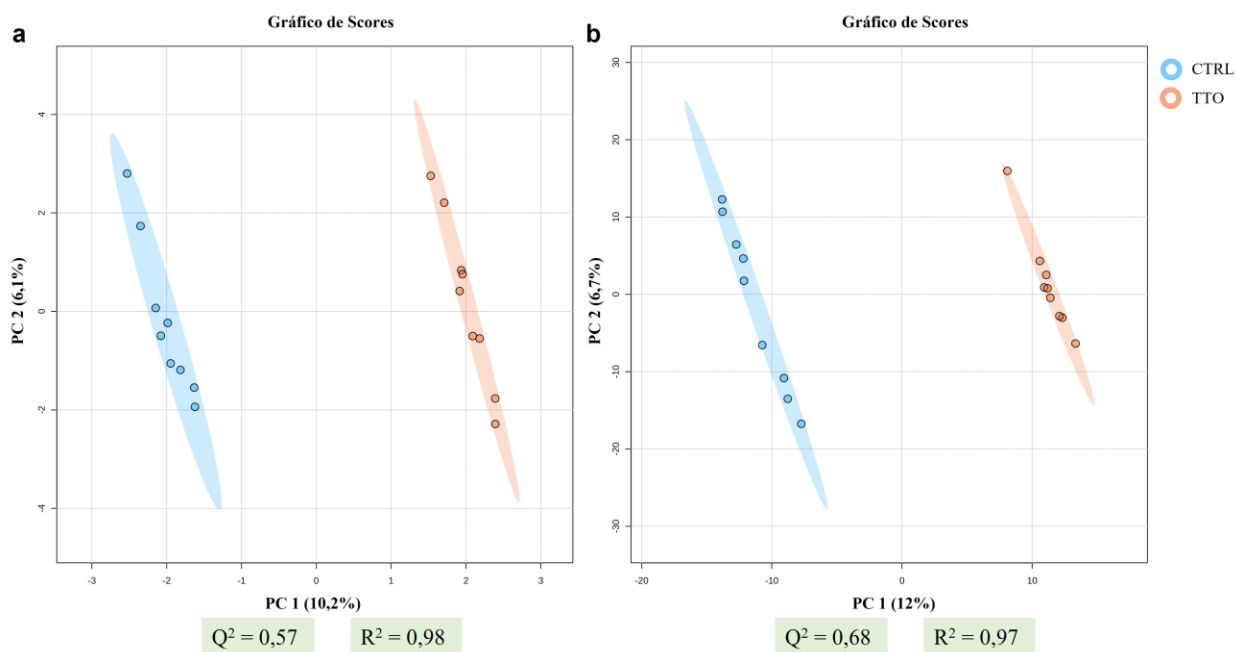 a
Gráfico de Scores
4
2
0
-2
-4
PC 2 (6,1%)
-3 -2 -1 0 1 2 3
PC 1 (10,2%)
Q² = 0,57 R² = 0,98
b
Gráfico de Scores
30
20
10
0
-10
-20
-30
PC 2 (6,7%)
-20 -10 0 10
PC 1 (12%)
Q² = 0,68 R² = 0,97
CTRL
TTO